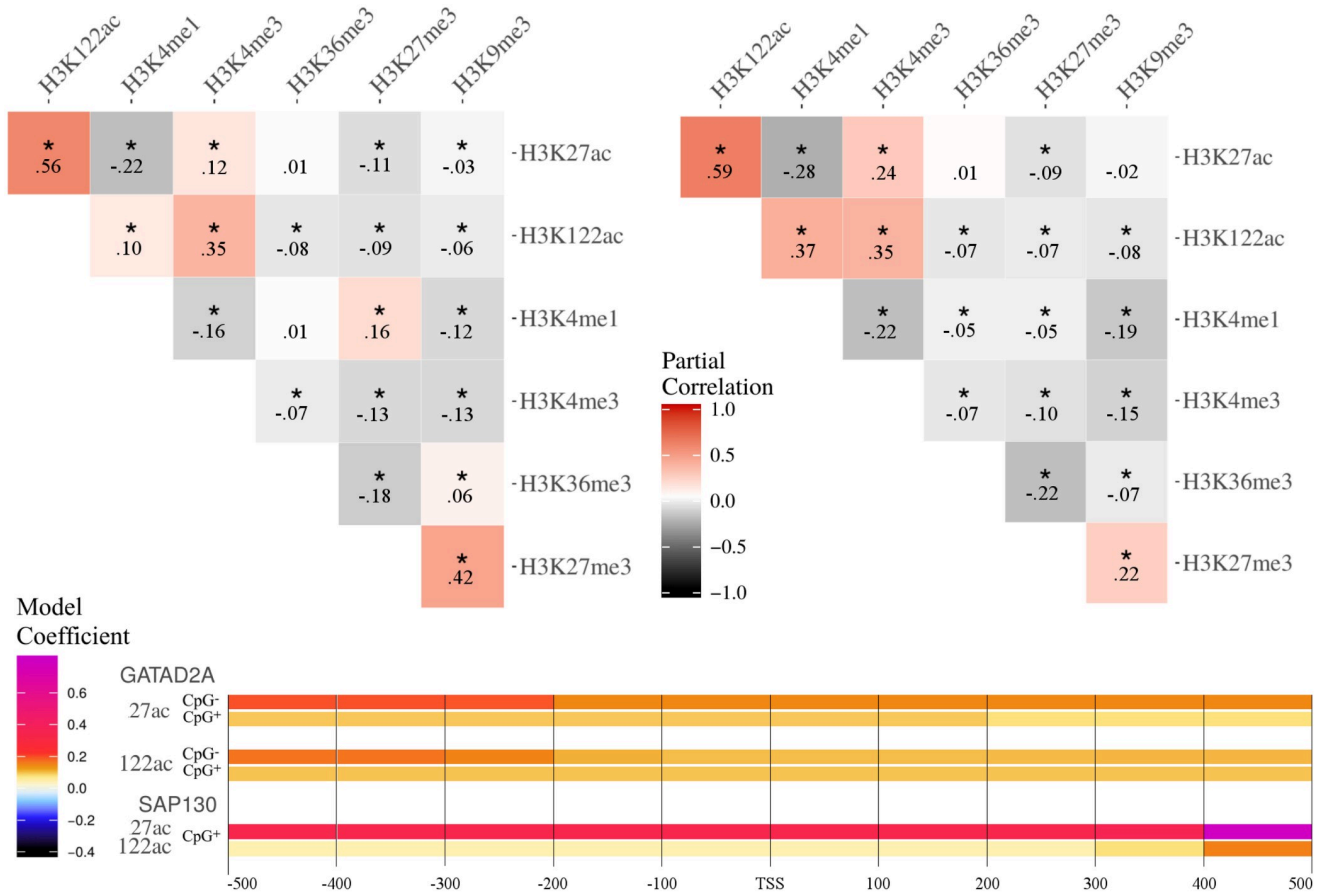 H3K122ac H3K4me1 H3K4me3 H3K36me3 H3K27me3 H3K9me3
* .56 * -.22 * .12 .01 * -.11 * -.03 -H3K27ac
* .10 * .35 * -.08 * -.09 * -.06 -H3K122ac
* -.16 .01 * .16 * -.12 -H3K4me1
* -.07 * -.13 * -.13 -H3K4me3
* -.18 * .06 -H3K36me3
* .42 -H3K27me3
H3K122ac H3K4me1 H3K4me3 H3K36me3 H3K27me3 H3K9me3
* .59 * -.28 * .24 .01 * -.09 -.02 -H3K27ac
* .37 * .35 * -.07 * -.07 * -.08 -H3K122ac
* -.22 * -.05 * -.05 * -.19 -H3K4me1
* -.07 * -.10 * -.15 -H3K4me3
* -.22 * -.07 -H3K36me3
* .22 -H3K27me3
Partial
Correlation
1.0
0.5
0.0
−0.5
−1.0
Model
Coefficient
0.6
0.4
0.2
0.0
−0.2
−0.4
GATAD2A
27ac CpG-
CpG+
122ac CpG-
CpG+
SAP130
27ac CpG+
122ac
-500 -400 -300 -200 -100 TSS 100 200 300 400 500